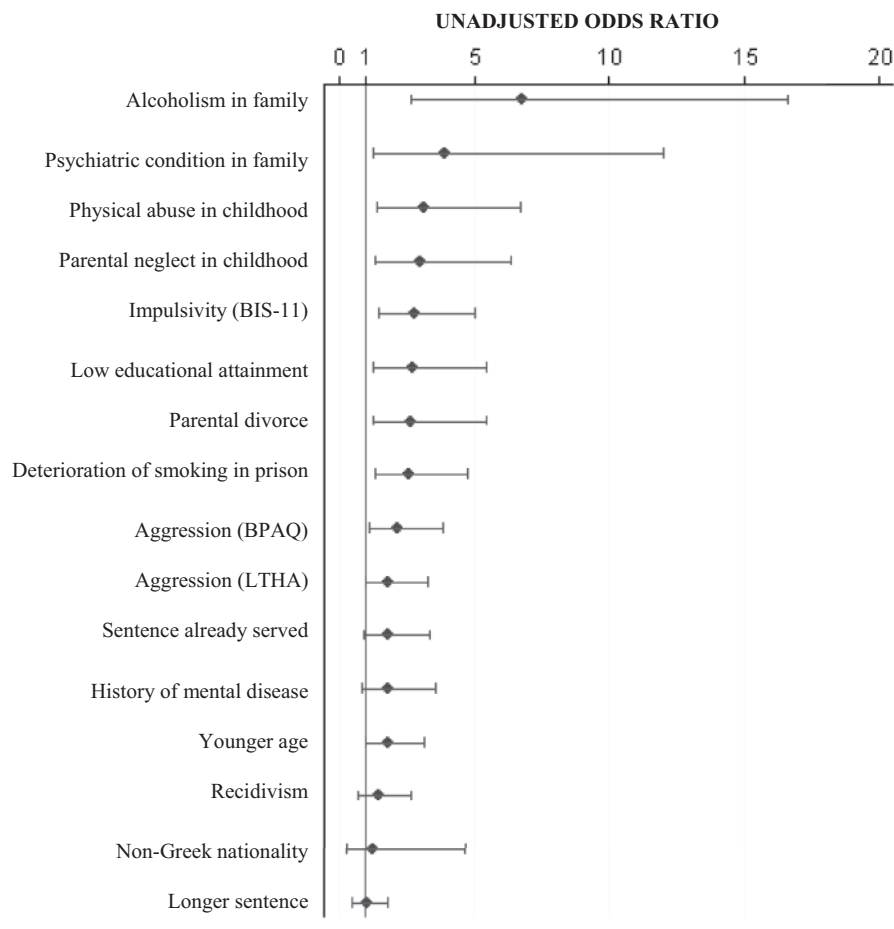 UNADJUSTED ODDS RATIO
0 1 5 10 15 20
Alcoholism in family
Psychiatric condition in family
Physical abuse in childhood
Parental neglect in childhood
Impulsivity (BIS-11)
Low educational attainment
Parental divorce
Deterioration of smoking in prison
Aggression (BPAQ)
Aggression (LTHA)
Sentence already served
History of mental disease
Younger age
Recidivism
Non-Greek nationality
Longer sentence